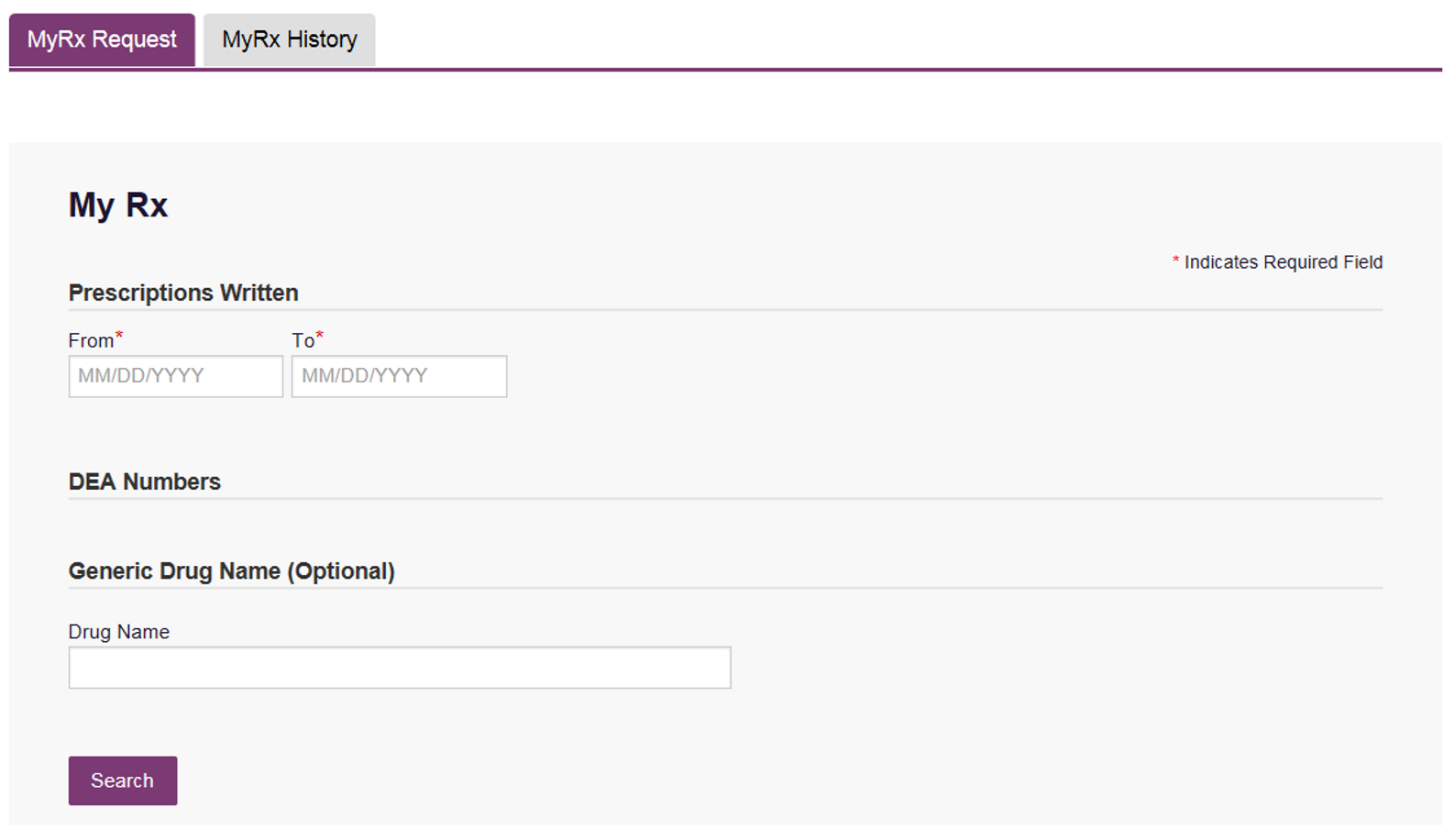 MyRx Request MyRx History
My Rx
* Indicates Required Field
Prescriptions Written
From* To*
MM/DD/YYYY MM/DD/YYYY
DEA Numbers
Generic Drug Name (Optional)
Drug Name
Search